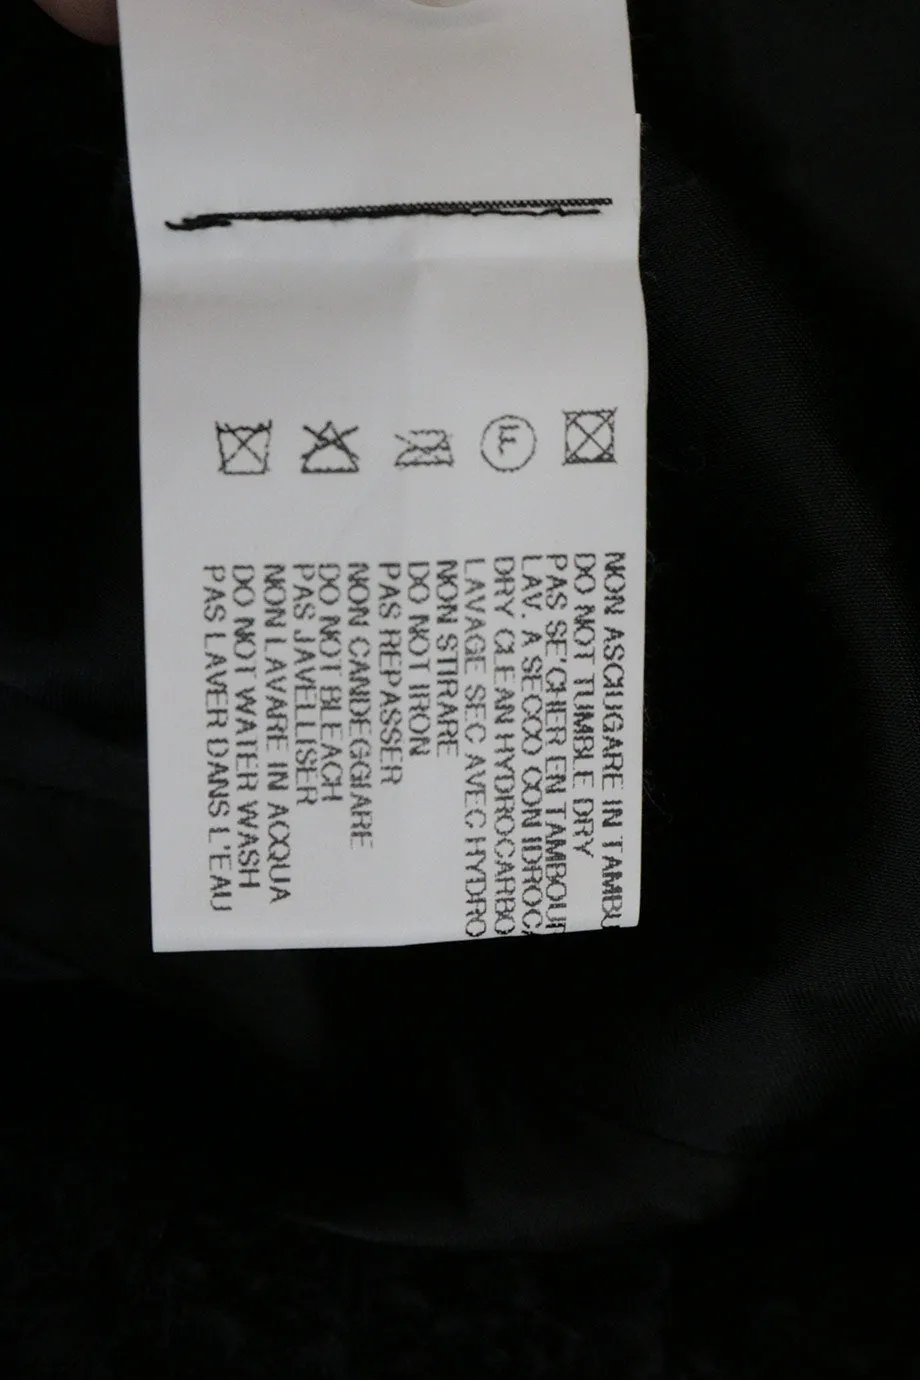 NON ASCIUGARE IN TAMBU
DO NOT TUMBLE DRY
PAS SE'CHER EN TAMBOUR
F
LAV. A SECCO CON IDROCA
DRY CLEAN HYDROCARBO
LAVAGE SEC AVEC HYDRO
NON STIRARE
DO NOT IRON
PAS REPASSER
NON CANDEGGIARE
DO NOT BLEACH
PAS JAVELLISER
NON LAVARE IN ACQUA
DO NOT WATER WASH
PAS LAVER DANS L'EAU